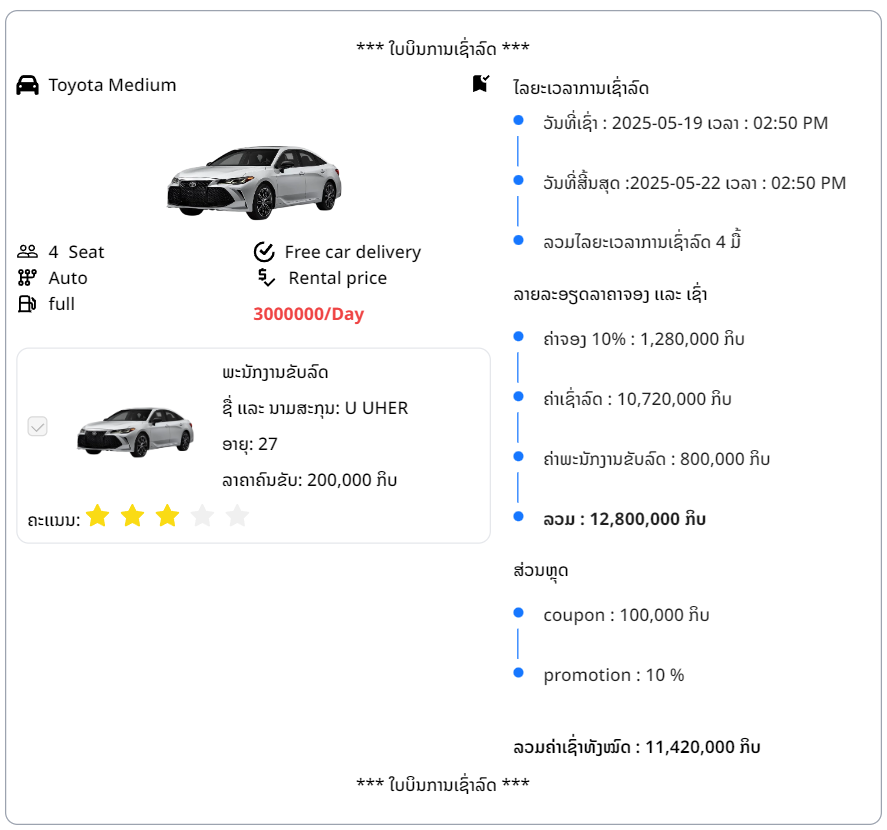 *** ໃບບິນການເຊົ່າລົດ ***
Toyota Medium
4 Seat
Auto
full
Free car delivery
Rental price
3000000/Day
ພະນັກງານຂັບລົດ
ຊື່ ແລະ ນາມສະກຸນ: U UHER
ອາຍຸ: 27
ລາຄາຄົນຂັບ: 200,000 ກີບ
ຄະແນນ:
ໄລຍະເວລາການເຊົ່າລົດ
ວັນທີ່ເຊົ່າ : 2025-05-19 ເວລາ : 02:50 PM
ວັນທີ່ສີ້ນສຸດ :2025-05-22 ເວລາ : 02:50 PM
ລວມໄລຍະເວລາການເຊົ່າລົດ 4 ມື້
ລາຍລະອຽດລາຄາຈອງ ແລະ ເຊົ່າ
ຄ່າຈອງ 10% : 1,280,000 ກີບ
ຄ່າເຊົ່າລົດ : 10,720,000 ກີບ
ຄ່າພະນັກງານຂັບລົດ : 800,000 ກີບ
ລວມ : 12,800,000 ກີບ
ສ່ວນຫຼຸດ
coupon : 100,000 ກີບ
promotion : 10 %
ລວມຄ່າເຊົ່າທັງໝົດ : 11,420,000 ກີບ
*** ໃບບິນການເຊົ່າລົດ ***